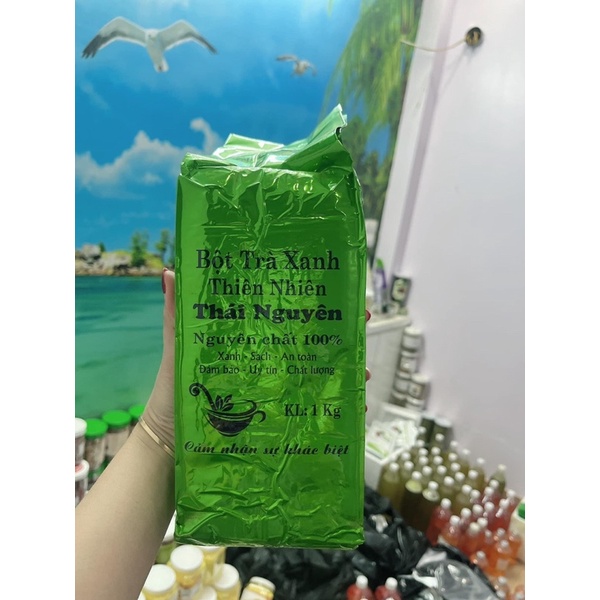 Bột Trà Xanh
Thiên Nhiên
Thái Nguyên
Nguyên chất 100%
Xanh - Sạch - An toàn
Đảm bảo - Uy tín - Chất lượng
KL: 1 Kg
Cảm nhận sự khác biệt